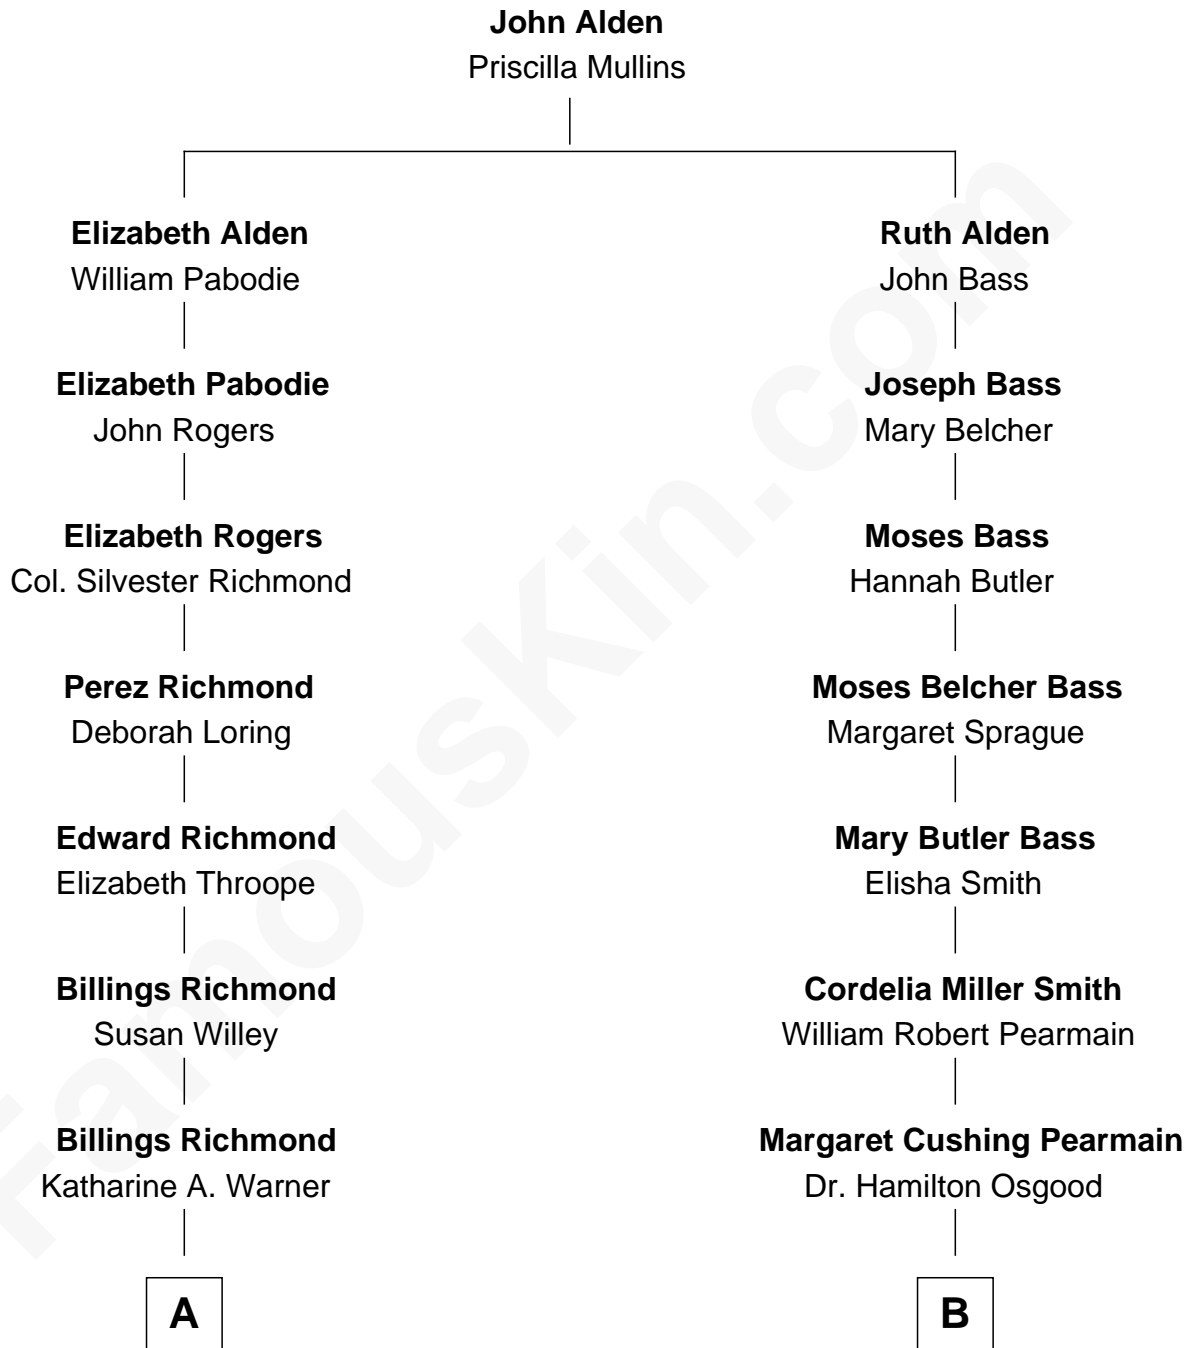 John Alden
Priscilla Mullins
Elizabeth Alden
William Pabodie
Ruth Alden
John Bass
Elizabeth Pabodie
John Rogers
Joseph Bass
Mary Belcher
Elizabeth Rogers
Col. Silvester Richmond
Moses Bass
Hannah Butler
Perez Richmond
Deborah Loring
Moses Belcher Bass
Margaret Sprague
Edward Richmond
Elizabeth Throope
Mary Butler Bass
Elisha Smith
Billings Richmond
Susan Willey
Cordelia Miller Smith
William Robert Pearmain
Billings Richmond
Katharine A. Warner
Margaret Cushing Pearmain
Dr. Hamilton Osgood
A
B
FamousKin.com